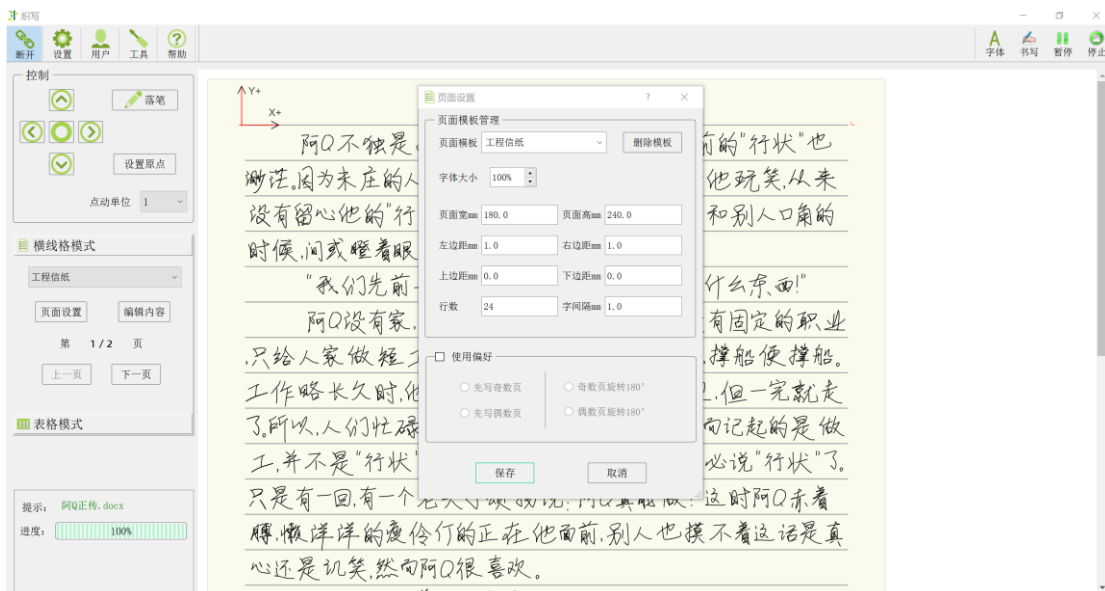 织写
断开 设置 用户 工具 帮助
字体 书写 暂停 停止
控制
落笔
设置原点
点动单位 1
横线格模式
工程信纸
页面设置 编辑内容
第 1/2 页
上一页 下一页
表格模式
提示: 阿Q正传.docx
进度: 100%
Y+
X+
阿Q不独是
前的"行状"也
渺茫。因为未庄的人
他玩笑,从来
没有留心他的"行
和别人口角的
时候,间或瞪着眼
"我们先前
什么东西!"
阿Q没有家,
有固定的职业
,只给人家做短工
,撑船便撑船。
工作略长久时,他
,但一完就走
了。所以,人们忙碌
而记起的是做
工,并不是"行状"
必说"行状"了。
只是有一回,有一个
这时阿Q赤着
膊,懒洋洋的瘦伶仃的正在他面前,别人也摸不着这话是真
心还是讥笑,然而阿Q很喜欢。
页面设置 ? ×
页面模板管理
页面模板 工程信纸 删除模板
字体大小 100%
页面宽mm 180.0 页面高mm 240.0
左边距mm 1.0 右边距mm 1.0
上边距mm 0.0 下边距mm 0.0
行数 24 字间隔mm 1.0
使用偏好
先写奇数页 奇数页旋转180°
先写偶数页 偶数页旋转180°
保存 取消